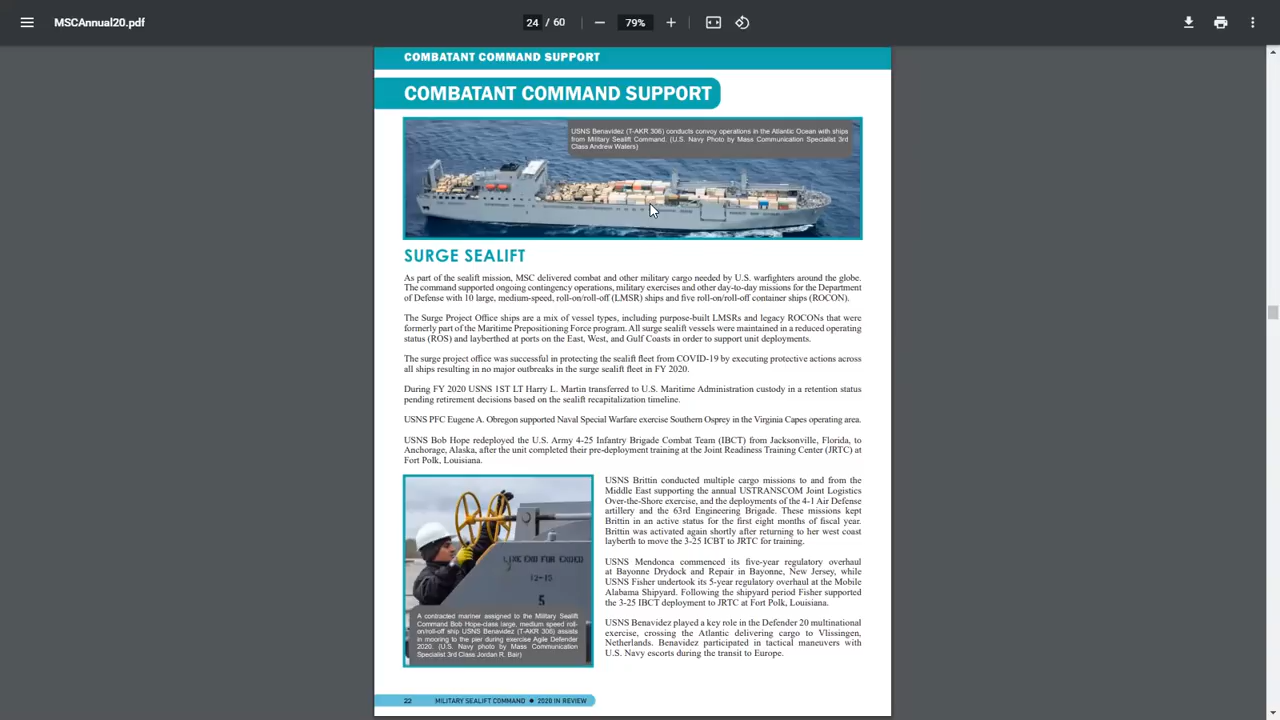 MSCAnnual20.pdf
24 / 60
79%
COMBATANT COMMAND SUPPORT
COMBATANT COMMAND SUPPORT
USNS Benavidez (T-AKR 306) conducts convoy operations in the Atlantic Ocean with ships
from Military Sealift Command. (U.S. Navy Photo by Mass Communication Specialist 3rd
Class Andrew Waters)
SURGE SEALIFT
As part of the sealift mission, MSC delivered combat and other military cargo needed by U.S. warfighters around the globe.
The command supported ongoing contingency operations, military exercises and other day-to-day missions for the Department
of Defense with 10 large, medium-speed, roll-on/roll-off (LMSR) ships and five roll-on/roll-off container ships (ROCON).
The Surge Project Office ships are a mix of vessel types, including purpose-built LMSRs and legacy ROCONs that were
formerly part of the Maritime Prepositioning Force program. All surge sealift vessels were maintained in a reduced operating
status (ROS) and layberthed at ports on the East, West, and Gulf Coasts in order to support unit deployments.
The surge project office was successful in protecting the sealift fleet from COVID-19 by executing protective actions across
all ships resulting in no major outbreaks in the surge sealift fleet in FY 2020.
During FY 2020 USNS 1ST LT Harry L. Martin transferred to U.S. Maritime Administration custody in a retention status
pending retirement decisions based on the sealift recapitalization timeline.
USNS PFC Eugene A. Obregon supported Naval Special Warfare exercise Southern Osprey in the Virginia Capes operating area.
USNS Bob Hope redeployed the U.S. Army 4-25 Infantry Brigade Combat Team (IBCT) from Jacksonville, Florida, to
Anchorage, Alaska, after the unit completed their pre-deployment training at the Joint Readiness Training Center (JRTC) at
Fort Polk, Louisiana.
12-15
5
A contracted mariner assigned to the Military Sealift
Command Bob Hope-class large, medium speed roll-
on/roll-off ship USNS Benavidez (T-AKR 306) assists
in mooring to the pier during exercise Agile Defender
2020. (U.S. Navy photo by Mass Communication
Specialist 3rd Class Jordan R. Bair)
USNS Brittin conducted multiple cargo missions to and from the
Middle East supporting the annual USTRANSCOM Joint Logistics
Over-the-Shore exercise, and the deployments of the 4-1 Air Defense
artillery and the 63rd Engineering Brigade. These missions kept
Brittin in an active status for the first eight months of fiscal year.
Brittin was activated again shortly after returning to her west coast
layberth to move the 3-25 ICBT to JRTC for training.
USNS Mendonca commenced its five-year regulatory overhaul
at Bayonne Drydock and Repair in Bayonne, New Jersey, while
USNS Fisher undertook its 5-year regulatory overhaul at the Mobile
Alabama Shipyard. Following the shipyard period Fisher supported
the 3-25 IBCT deployment to JRTC at Fort Polk, Louisiana.
USNS Benavidez played a key role in the Defender 20 multinational
exercise, crossing the Atlantic delivering cargo to Vlissingen,
Netherlands. Benavidez participated in tactical maneuvers with
U.S. Navy escorts during the transit to Europe.
22 MILITARY SEALIFT COMMAND ● 2020 IN REVIEW